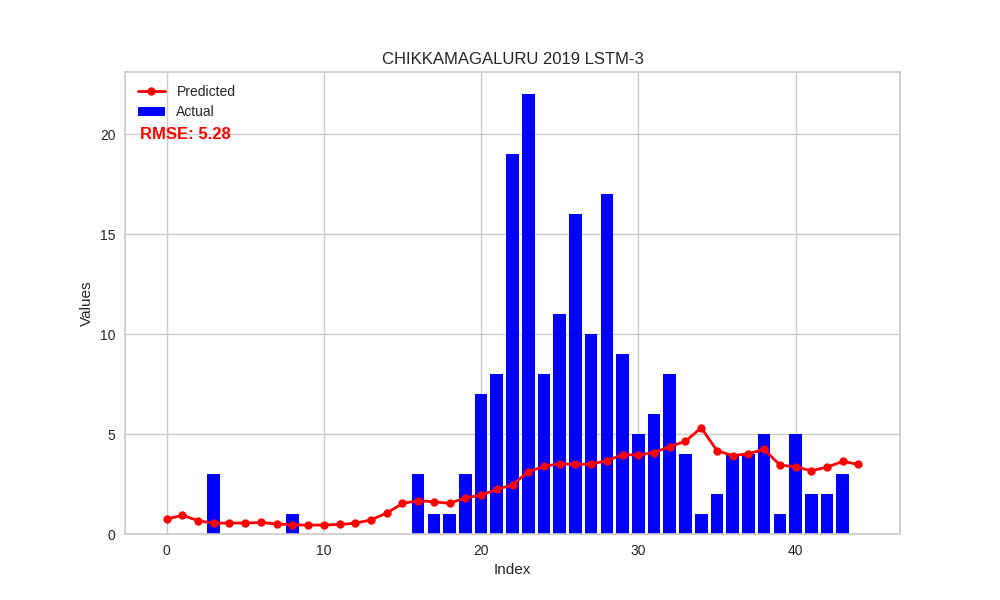 CHIKKAMAGALURU 2019 LSTM-3
Predicted
Actual
RMSE: 5.28
20
15
10
5
0
Values
0 10 20 30 40
Index